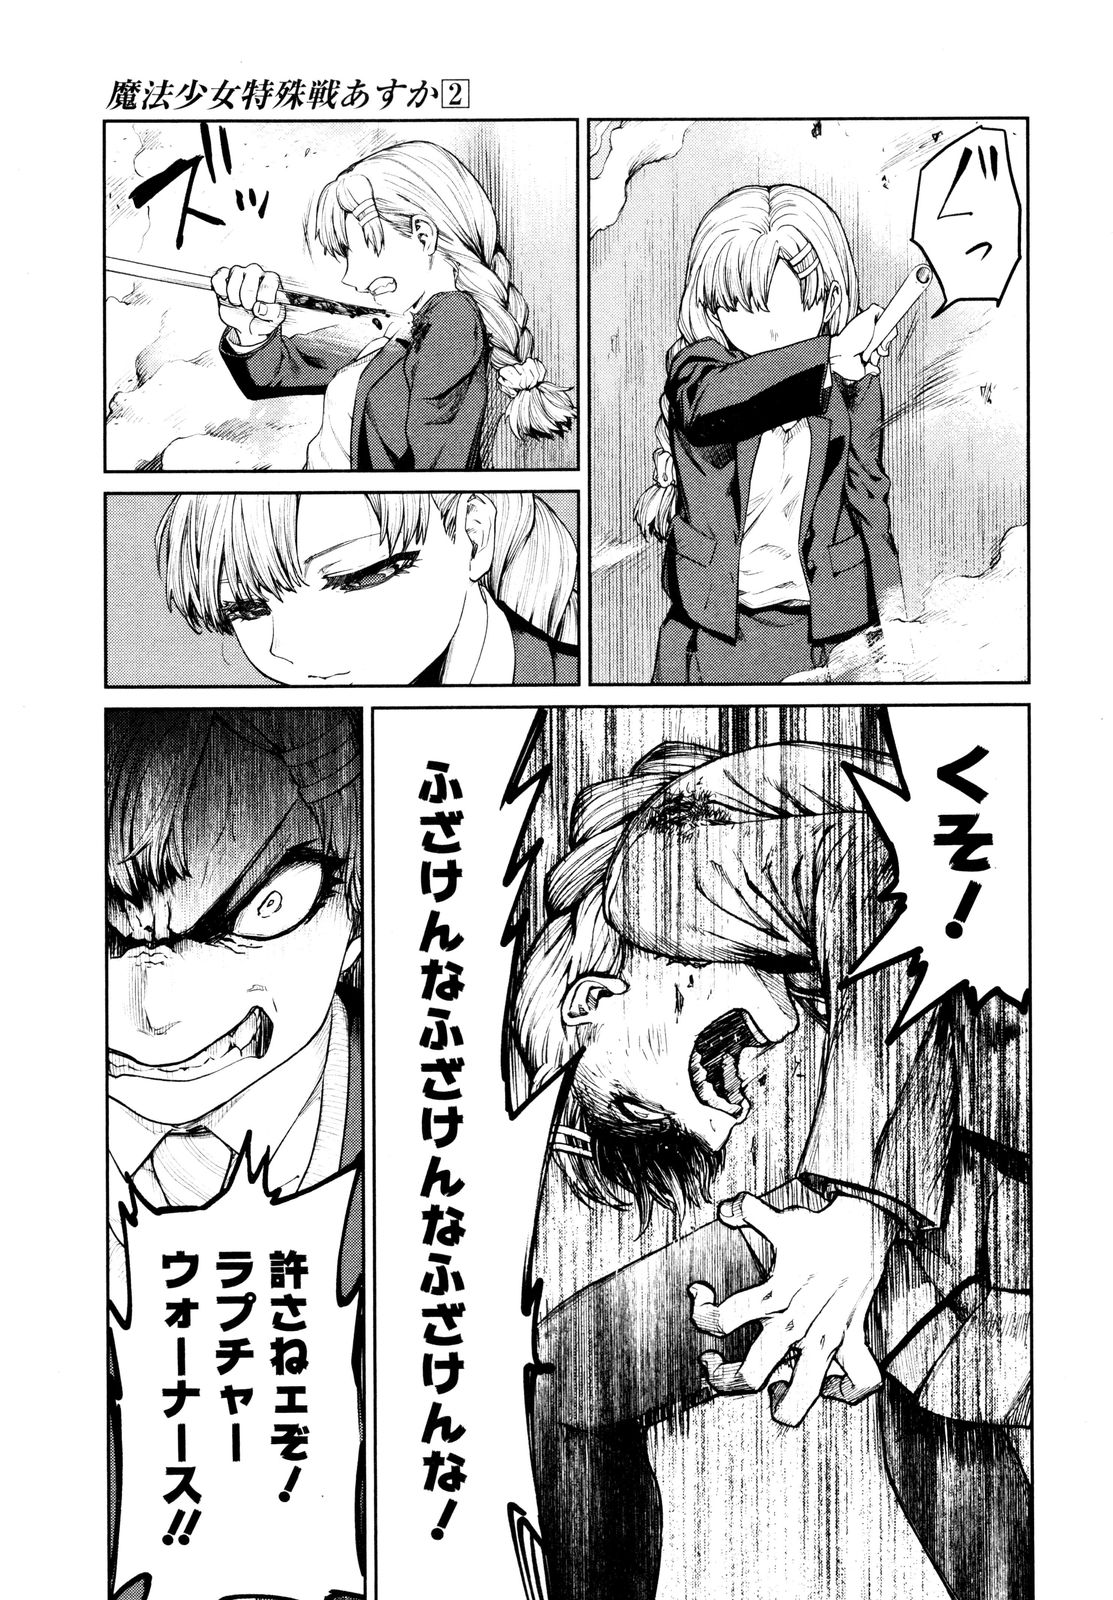 魔法少女特殊戦あすか2
ぐっ
ズッ
くそ!
ふざけんなふざけんなふざけんな!
許さねェぞ!
ラプチャー
ウォーナース!!